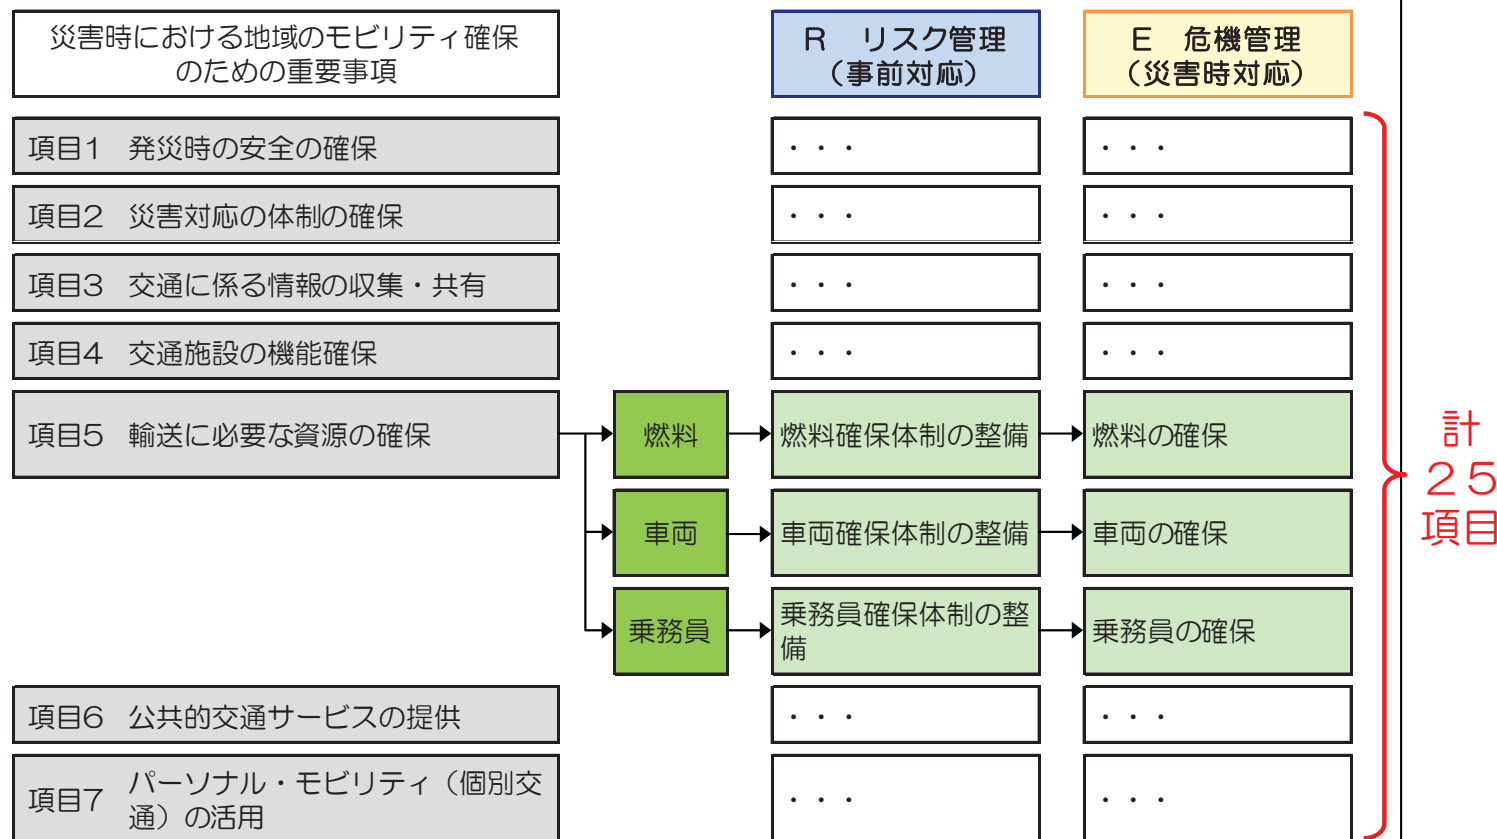 災害時における地域のモビリティ確保
のための重要事項
R　リスク管理
（事前対応）
E　危機管理
（災害時対応）
項目1　発災時の安全の確保
・・・
・・・
項目2　災害対応の体制の確保
・・・
・・・
項目3　交通に係る情報の収集・共有
・・・
・・・
項目4　交通施設の機能確保
・・・
・・・
項目5　輸送に必要な資源の確保
燃料
燃料確保体制の整備
燃料の確保
車両
車両確保体制の整備
車両の確保
乗務員
乗務員確保体制の整
備
乗務員の確保
項目6　公共的交通サービスの提供
・・・
・・・
項目7　パーソナル・モビリティ（個別交
通）の活用
・・・
・・・
計
２５
項目